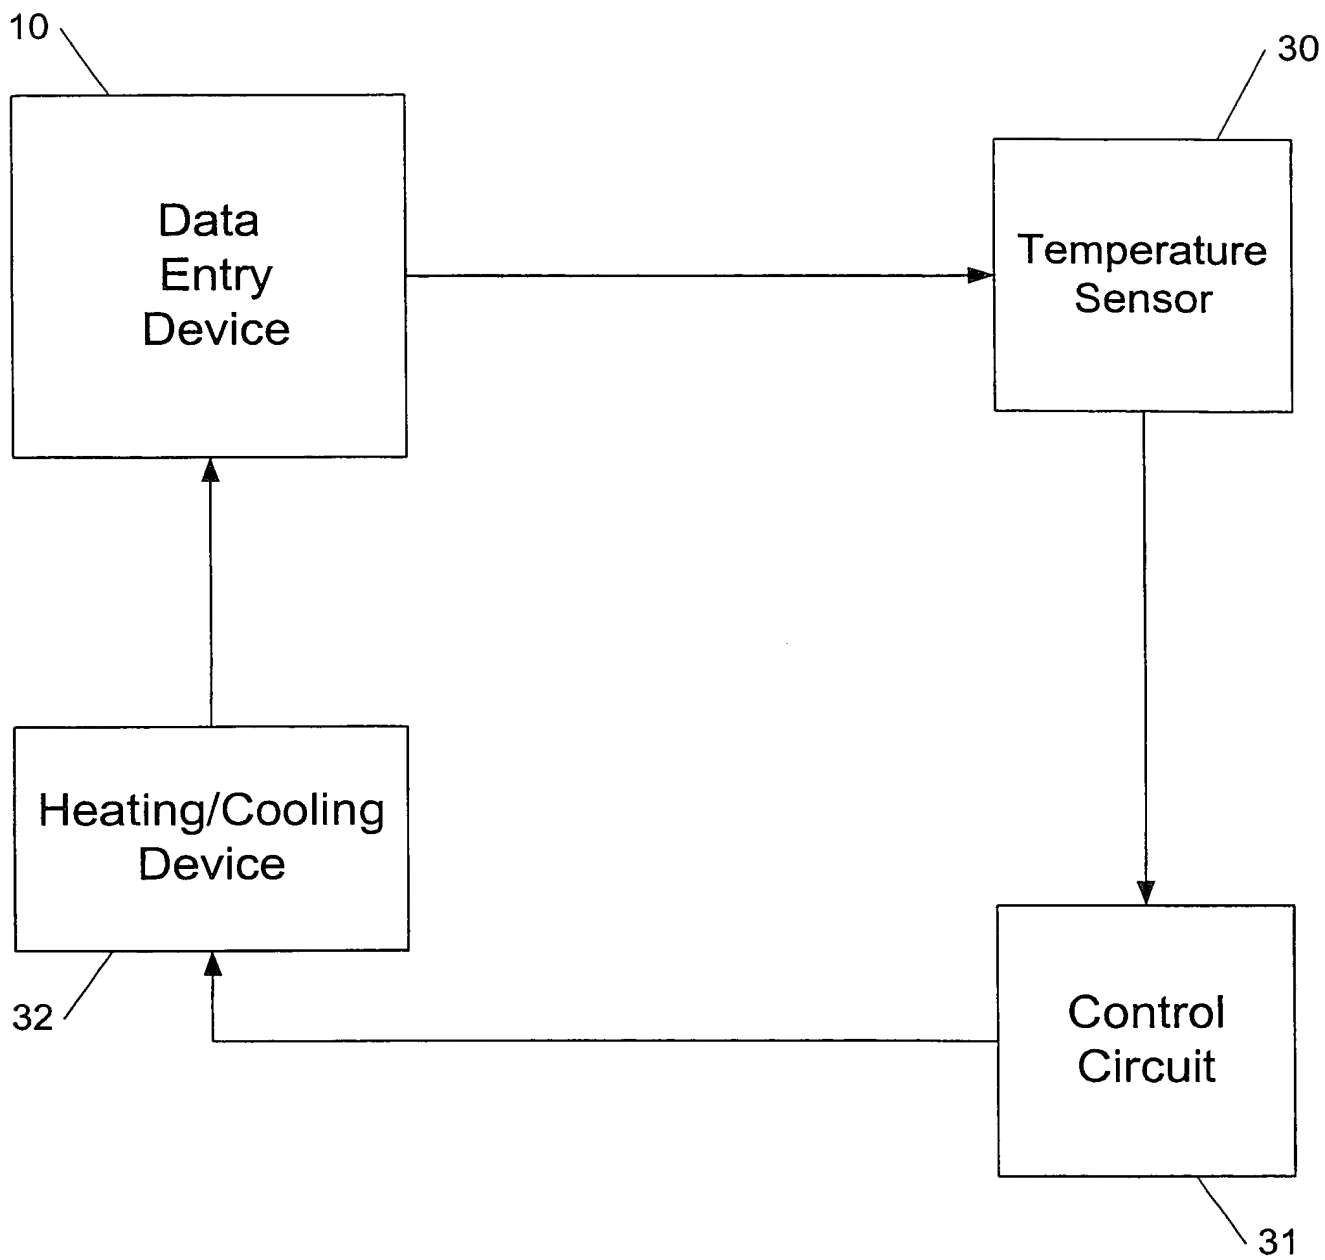 10
30
Data
Entry
Device
Temperature
Sensor
Heating/Cooling
Device
32
Control
Circuit
31